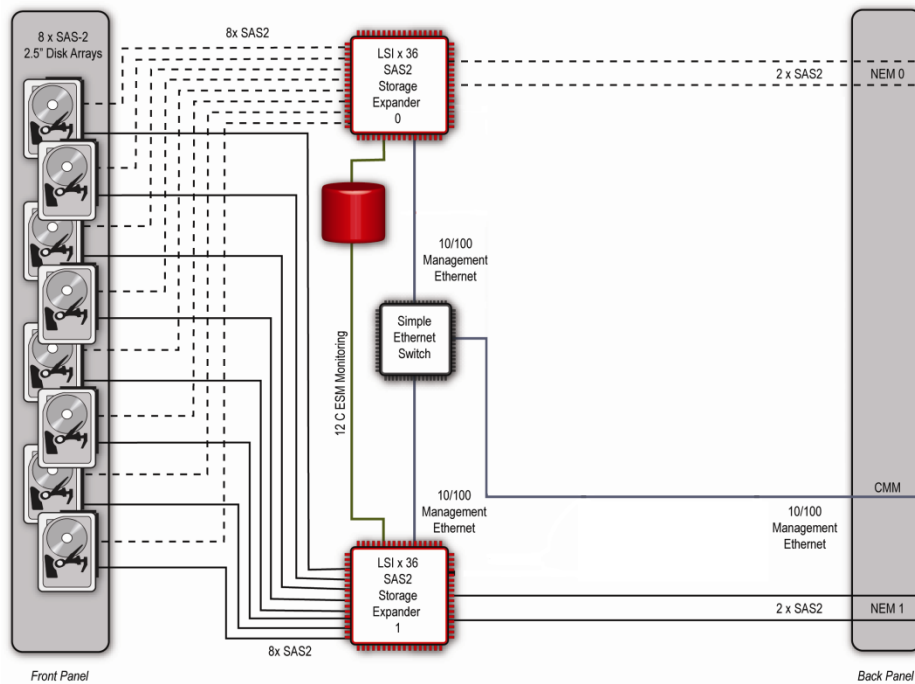 8 x SAS-2
2.5" Disk Arrays
8x SAS2
LSI x 36
SAS2
Storage
Expander
0
2 x SAS2
NEM 0
10/100
Management
Ethernet
Simple
Ethernet
Switch
12 C ESM Monitoring
10/100
Management
Ethernet
CMM
10/100
Management
Ethernet
LSI x 36
SAS2
Storage
Expander
1
2 x SAS2
NEM 1
8x SAS2
Front Panel
Back Panel